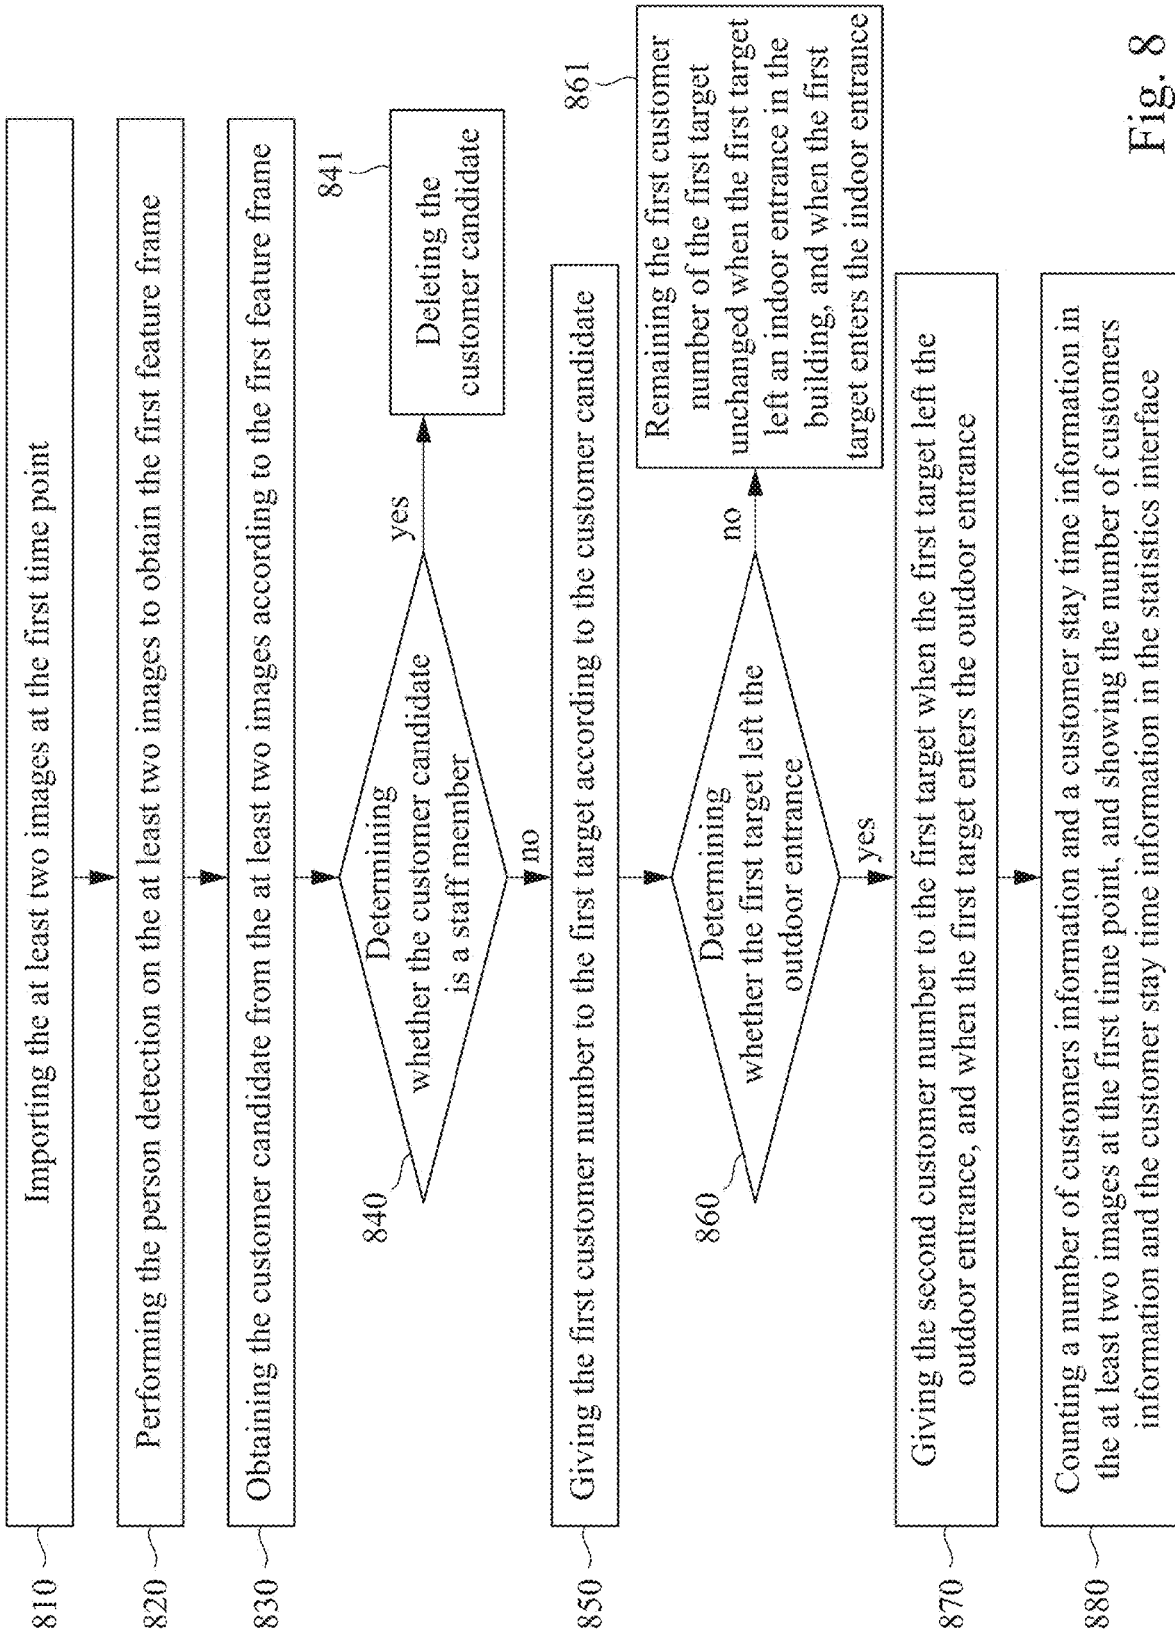 810
Importing the at least two images at the first time point
820
Performing the person detection on the at least two images to obtain the first feature frame
830
Obtaining the customer candidate from the at least two images according to the first feature frame
840
Determining
whether the customer candidate
is a staff member
yes
841
Deleting the
customer candidate
no
850
Giving the first customer number to the first target according to the customer candidate
860
Determining
whether the first target left the
outdoor entrance
no
861
Remaining the first customer
number of the first target
unchanged when the first target
left an indoor entrance in the
building, and when the first
target enters the indoor entrance
yes
870
Giving the second customer number to the first target when the first target left the
outdoor entrance, and when the first target enters the outdoor entrance
880
Counting a number of customers information and a customer stay time information in
the at least two images at the first time point, and showing the number of customers
information and the customer stay time information in the statistics interface
Fig. 8